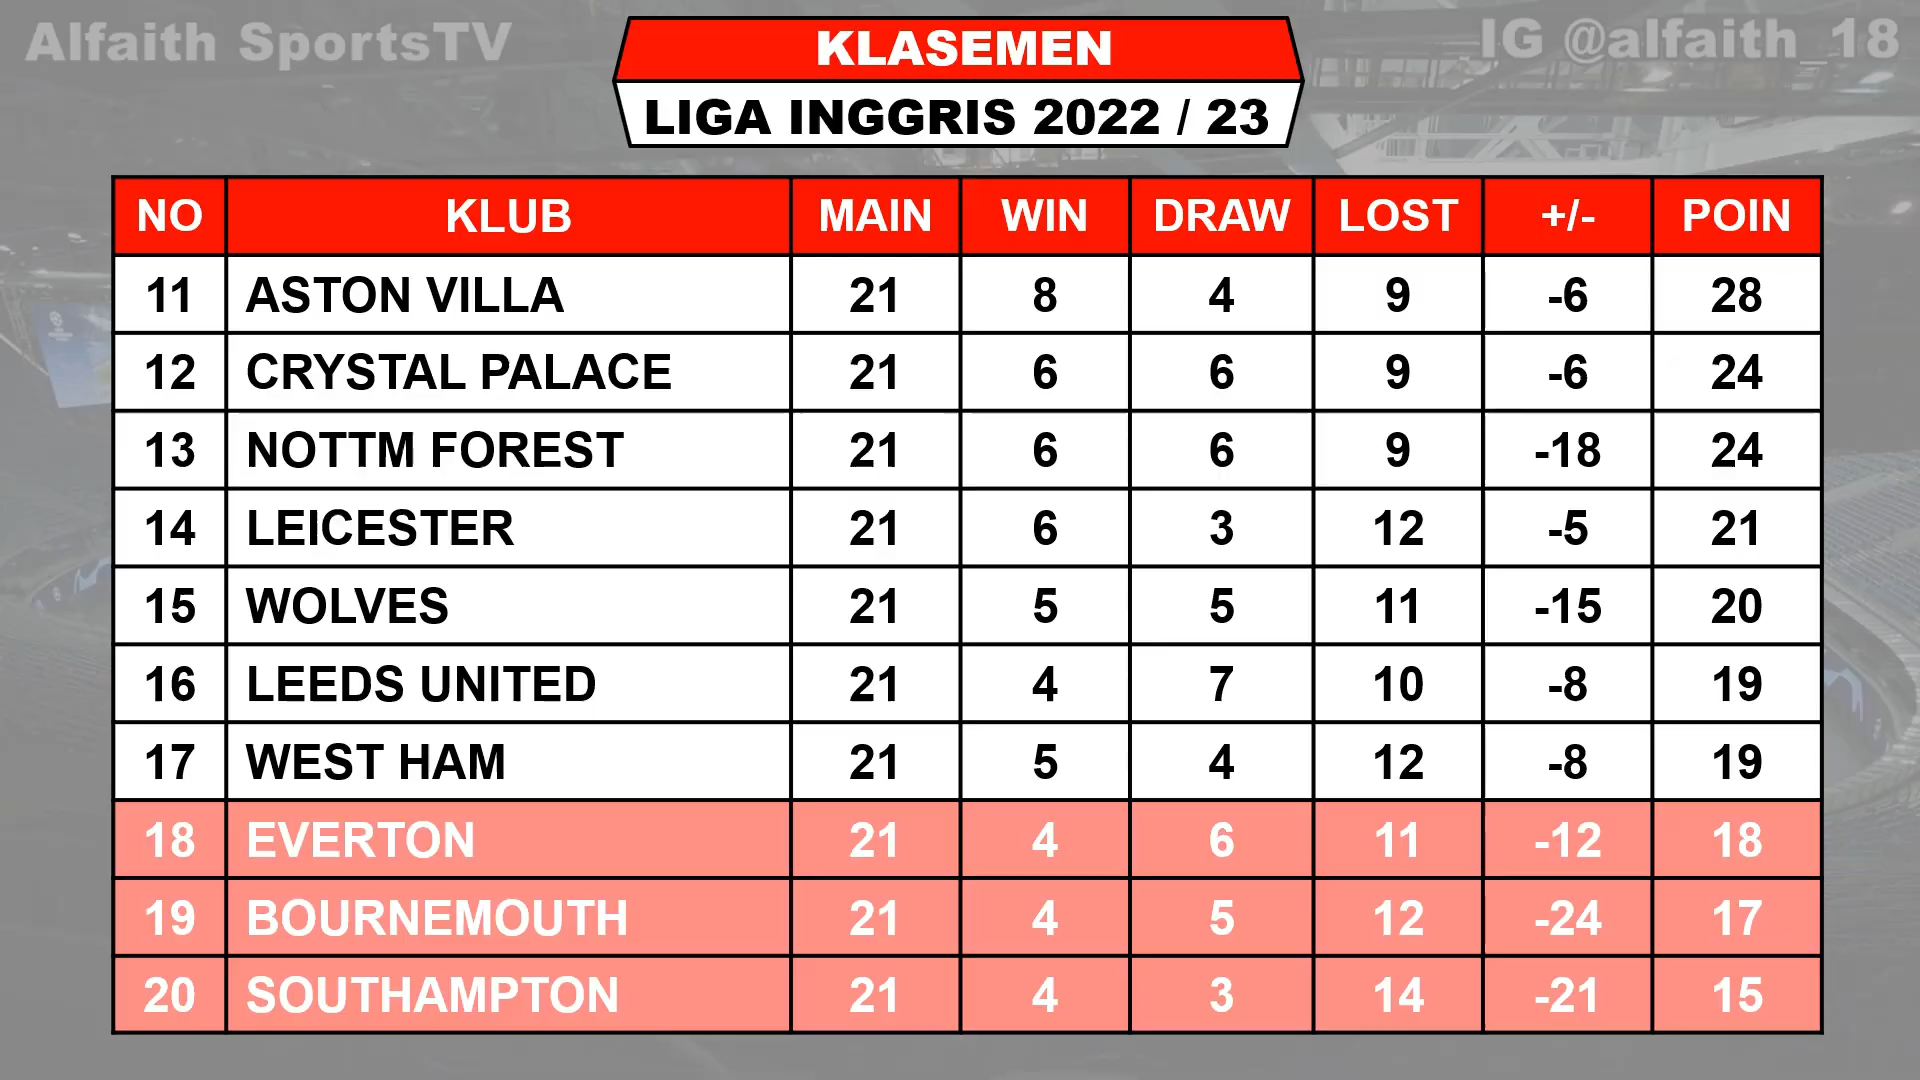 Alfaith SportsTV
IG @alfaith_18
KLASEMEN
LIGA INGGRIS 2022 / 23
NO KLUB MAIN WIN DRAW LOST +/- POIN
11 ASTON VILLA 21 8 4 9 -6 28
12 CRYSTAL PALACE 21 6 6 9 -6 24
13 NOTTM FOREST 21 6 6 9 -18 24
14 LEICESTER 21 6 3 12 -5 21
15 WOLVES 21 5 5 11 -15 20
16 LEEDS UNITED 21 4 7 10 -8 19
17 WEST HAM 21 5 4 12 -8 19
18 EVERTON 21 4 6 11 -12 18
19 BOURNEMOUTH 21 4 5 12 -24 17
20 SOUTHAMPTON 21 4 3 14 -21 15